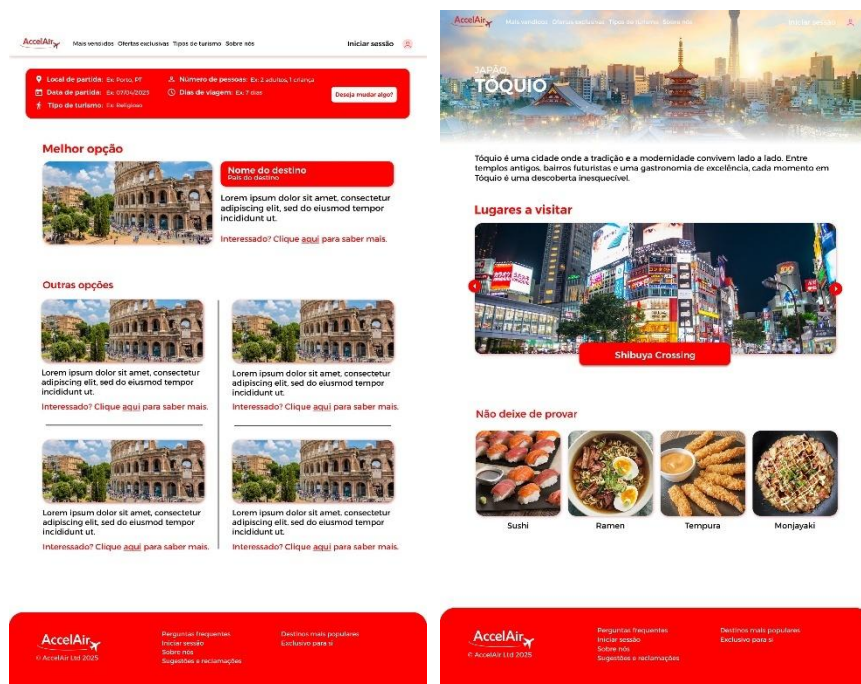 AccelAir
Mais vendidos Ofertas exclusivas Tipos de turismo Sobre nós
Iniciar sessão
Local de partida: Ex: Porto, PT
Número de pessoas: Ex: 2 adultos, 1 criança
Data de partida: Ex: 07/04/2025
Dias de viagem: Ex: 7 dias
Tipo de turismo: Ex: Religioso
Deseja mudar algo?
Melhor opção
Nome do destino
País do destino
Lorem ipsum dolor sit amet, consectetur
adipiscing elit, sed do eiusmod tempor
incididunt ut.
Interessado? Clique aqui para saber mais.
Outras opções
Lorem ipsum dolor sit amet, consectetur
adipiscing elit, sed do eiusmod tempor
incididunt ut.
Interessado? Clique aqui para saber mais.
Lorem ipsum dolor sit amet, consectetur
adipiscing elit, sed do eiusmod tempor
incididunt ut.
Interessado? Clique aqui para saber mais.
Lorem ipsum dolor sit amet, consectetur
adipiscing elit, sed do eiusmod tempor
incididunt ut.
Interessado? Clique aqui para saber mais.
Lorem ipsum dolor sit amet, consectetur
adipiscing elit, sed do eiusmod tempor
incididunt ut.
Interessado? Clique aqui para saber mais.
AccelAir
© AccelAir Ltd 2025
Perguntas frequentes
Iniciar sessão
Sobre nós
Sugestões e reclamações
Destinos mais populares
Exclusivo para si
AccelAir
Mais vendidos Ofertas exclusivas Tipos de turismo Sobre nós
Iniciar sessão
JAPÃO,
TÓQUIO
Tóquio é uma cidade onde a tradição e a modernidade convivem lado a lado. Entre
templos antigos, bairros futuristas e uma gastronomia de excelência, cada momento em
Tóquio é uma descoberta inesquecível.
Lugares a visitar
Shibuya Crossing
Não deixe de provar
Sushi
Ramen
Tempura
Monjayaki
AccelAir
© AccelAir Ltd 2025
Perguntas frequentes
Iniciar sessão
Sobre nós
Sugestões e reclamações
Destinos mais populares
Exclusivo para si